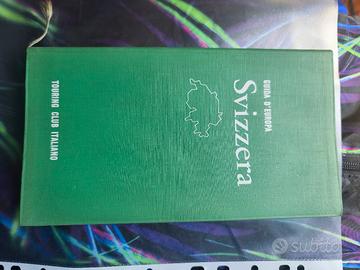 GUIDA D'EUROPA
Svizzera
TOURING CLUB ITALIANO
subito